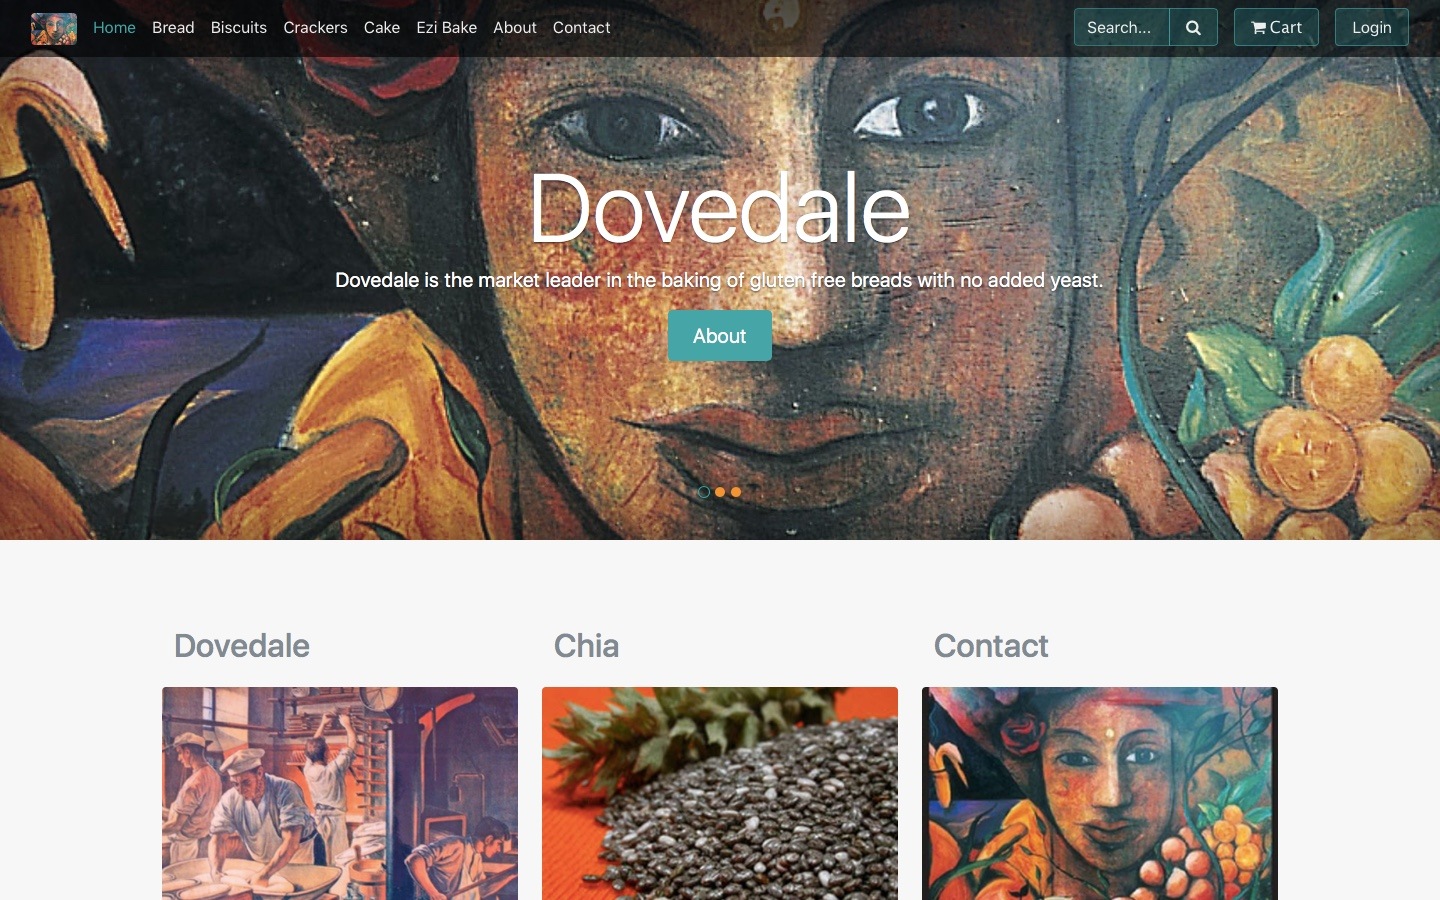 Home Bread Biscuits Crackers Cake Ezi Bake About Contact Search... Cart Login
Dovedale
Dovedale is the market leader in the baking of gluten free breads with no added yeast.
About
Dovedale Chia Contact